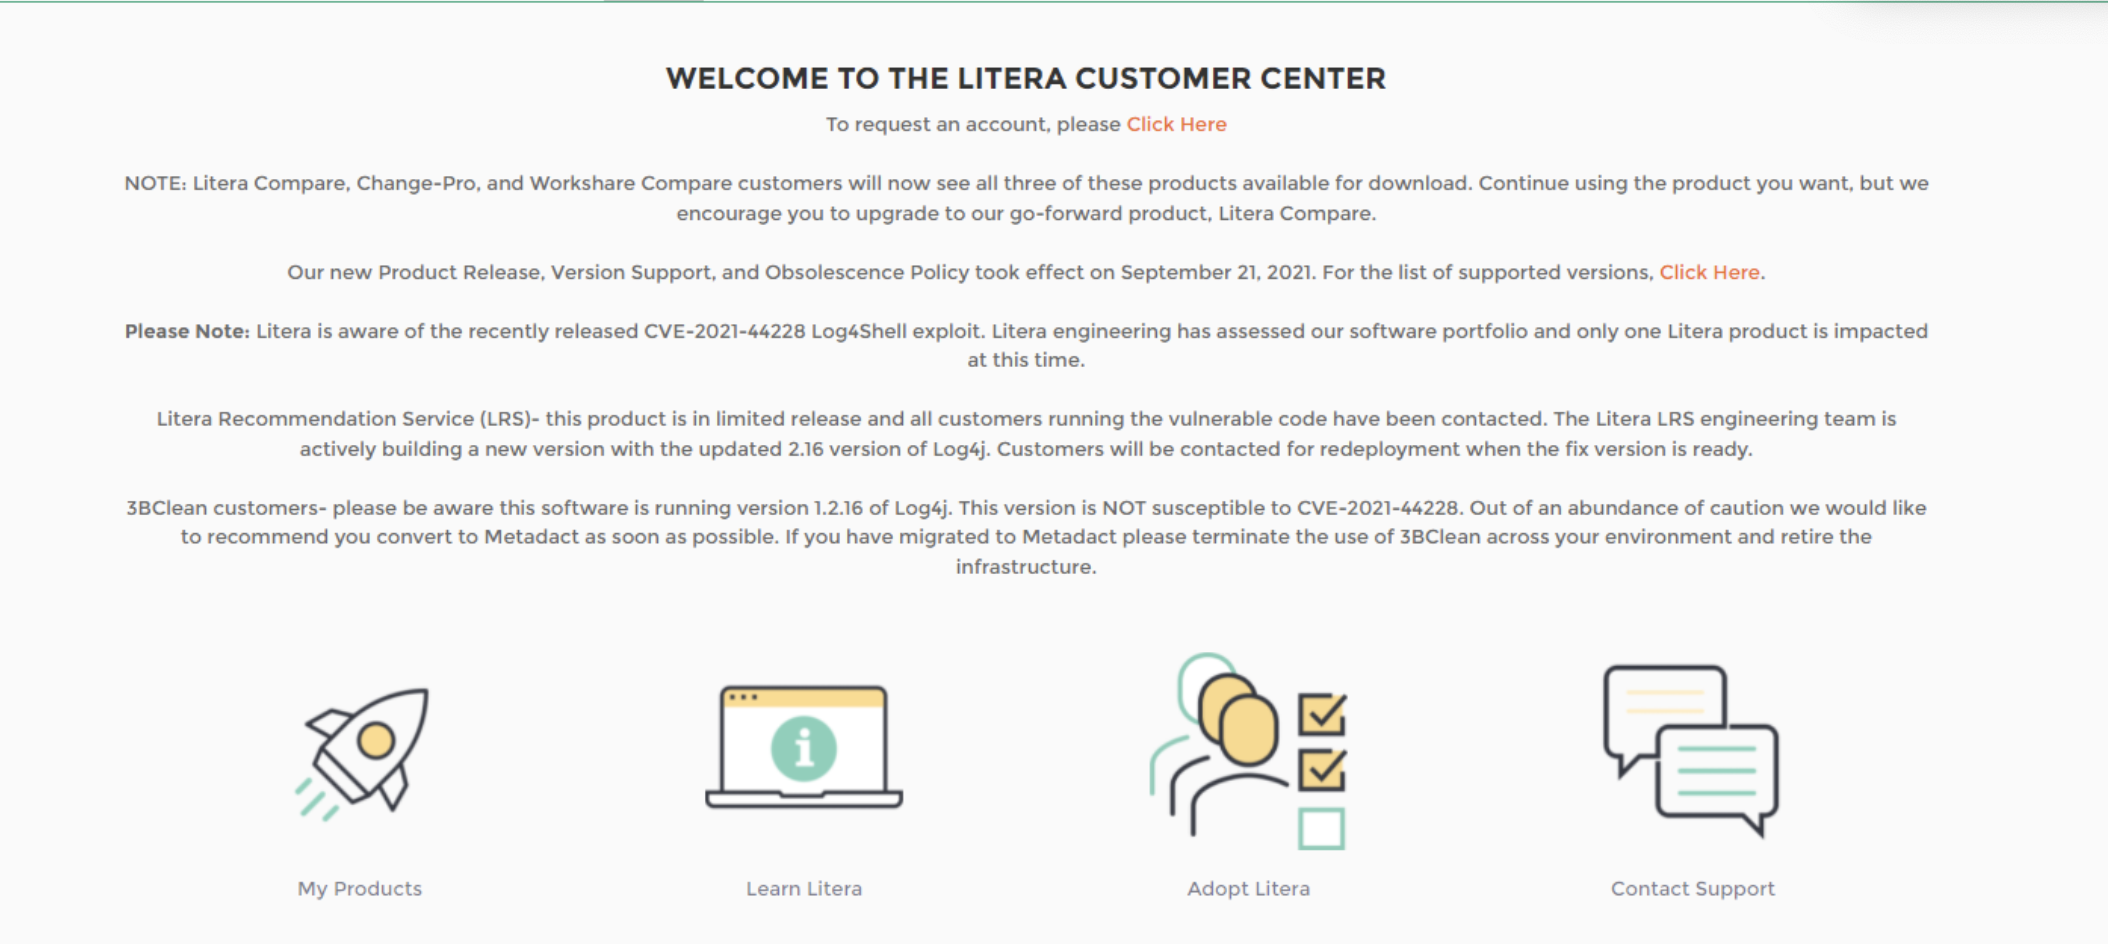 WELCOME TO THE LITERA CUSTOMER CENTER
To request an account, please Click Here
NOTE: Litera Compare, Change-Pro, and Workshare Compare customers will now see all three of these products available for download. Continue using the product you want, but we
encourage you to upgrade to our go-forward product, Litera Compare.
Our new Product Release, Version Support, and Obsolescence Policy took effect on September 21, 2021. For the list of supported versions, Click Here.
Please Note: Litera is aware of the recently released CVE-2021-44228 Log4Shell exploit. Litera engineering has assessed our software portfolio and only one Litera product is impacted
at this time.
Litera Recommendation Service (LRS)- this product is in limited release and all customers running the vulnerable code have been contacted. The Litera LRS engineering team is
actively building a new version with the updated 2.16 version of Log4j. Customers will be contacted for redeployment when the fix version is ready.
3BClean customers- please be aware this software is running version 1.2.16 of Log4j. This version is NOT susceptible to CVE-2021-44228. Out of an abundance of caution we would like
to recommend you convert to Metadact as soon as possible. If you have migrated to Metadact please terminate the use of 3BClean across your environment and retire the
infrastructure.
My Products
Learn Litera
Adopt Litera
Contact Support